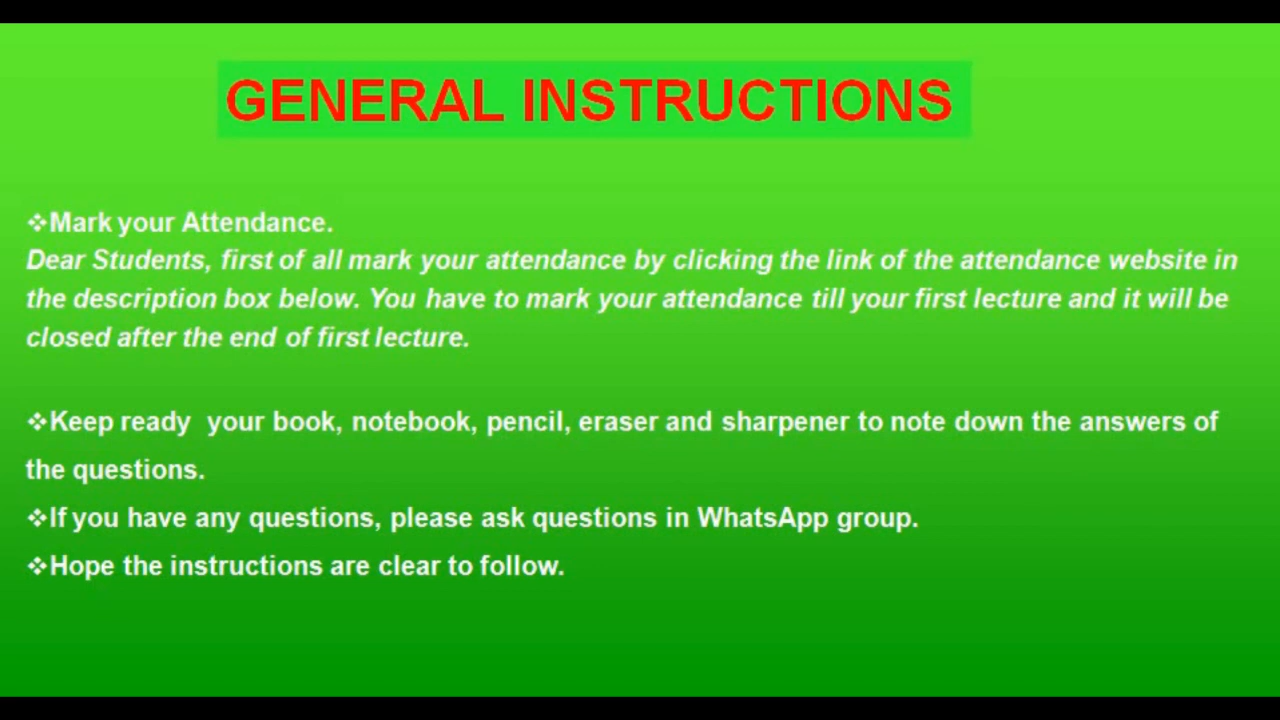 GENERAL INSTRUCTIONS
❖Mark your Attendance.
Dear Students, first of all mark your attendance by clicking the link of the attendance website in
the description box below. You have to mark your attendance till your first lecture and it will be
closed after the end of first lecture.
❖Keep ready  your book, notebook, pencil, eraser and sharpener to note down the answers of
the questions.
❖If you have any questions, please ask questions in WhatsApp group.
❖Hope the instructions are clear to follow.